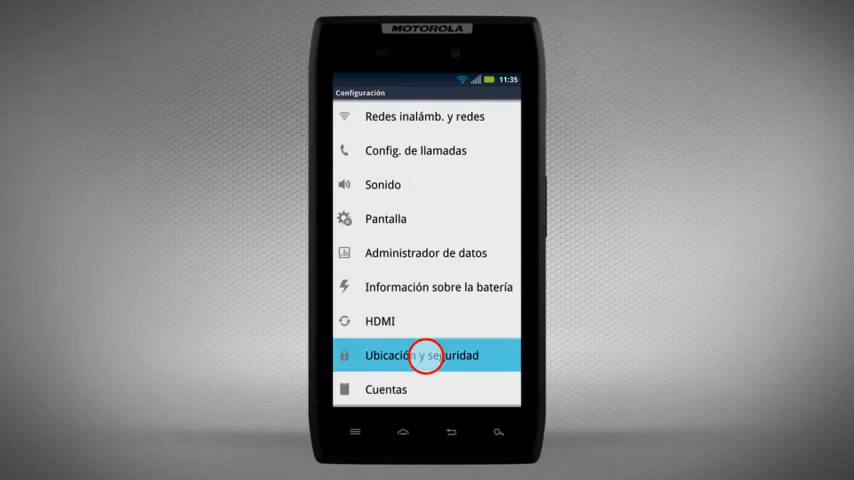 MOTOROLA
11:35
Configuración
Redes inalámb. y redes
Config. de llamadas
Sonido
Pantalla
Administrador de datos
Información sobre la batería
HDMI
Ubicación y seguridad
Cuentas